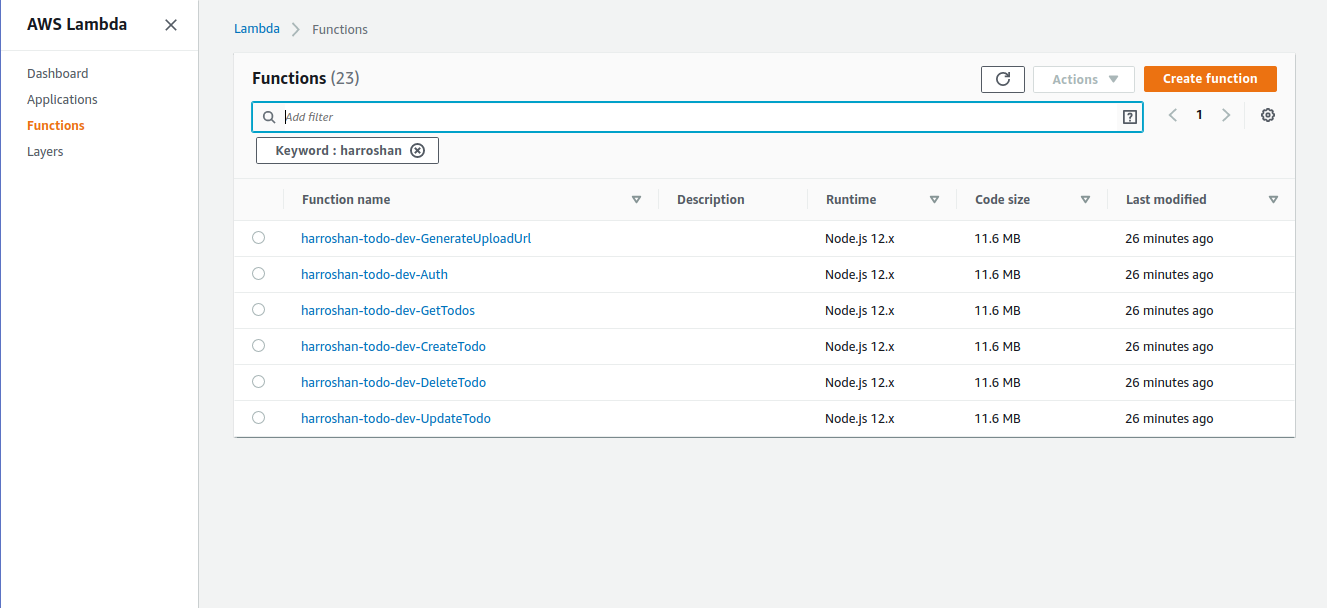 AWS Lambda
Dashboard
Applications
Functions
Layers
Lambda Functions
Functions (23)
Actions
Create function
Add filter
?
1
Keyword : harroshan
Function name Description Runtime Code size Last modified
harroshan-todo-dev-GenerateUploadUrl Node.js 12.x 11.6 MB 26 minutes ago
harroshan-todo-dev-Auth Node.js 12.x 11.6 MB 26 minutes ago
harroshan-todo-dev-GetTodos Node.js 12.x 11.6 MB 26 minutes ago
harroshan-todo-dev-CreateTodo Node.js 12.x 11.6 MB 26 minutes ago
harroshan-todo-dev-DeleteTodo Node.js 12.x 11.6 MB 26 minutes ago
harroshan-todo-dev-UpdateTodo Node.js 12.x 11.6 MB 26 minutes ago